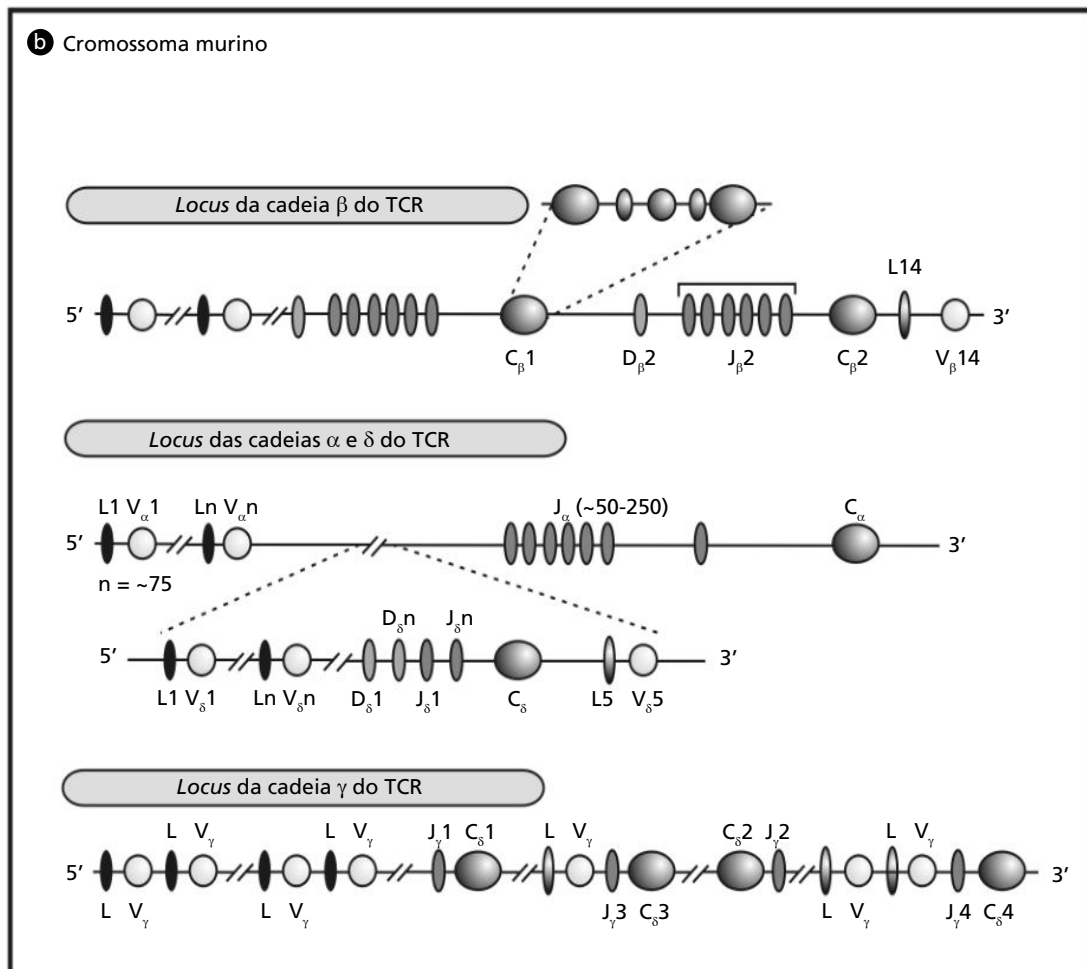 b Cromossoma murino
Locus da cadeia β do TCR
L14
5′ 3′
Cβ1 Dβ2 Jβ2 Cβ2 Vβ14
Locus das cadeias α e δ do TCR
L1 Vα1 Ln Vαn Jα (~50-250) Cα
5′ 3′
n = ~75
Dδn Jδn
5′ 3′
L1 Vδ1 Ln Vδn Dδ1 Jδ1 Cδ L5 Vδ5
Locus da cadeia γ do TCR
L Vγ L Vγ Jγ1 Cδ1 L Vγ Cδ2 Jγ2 L Vγ
5′ 3′
L Vγ L Vγ Jγ3 Cδ3 L Vγ Jγ4 Cδ4